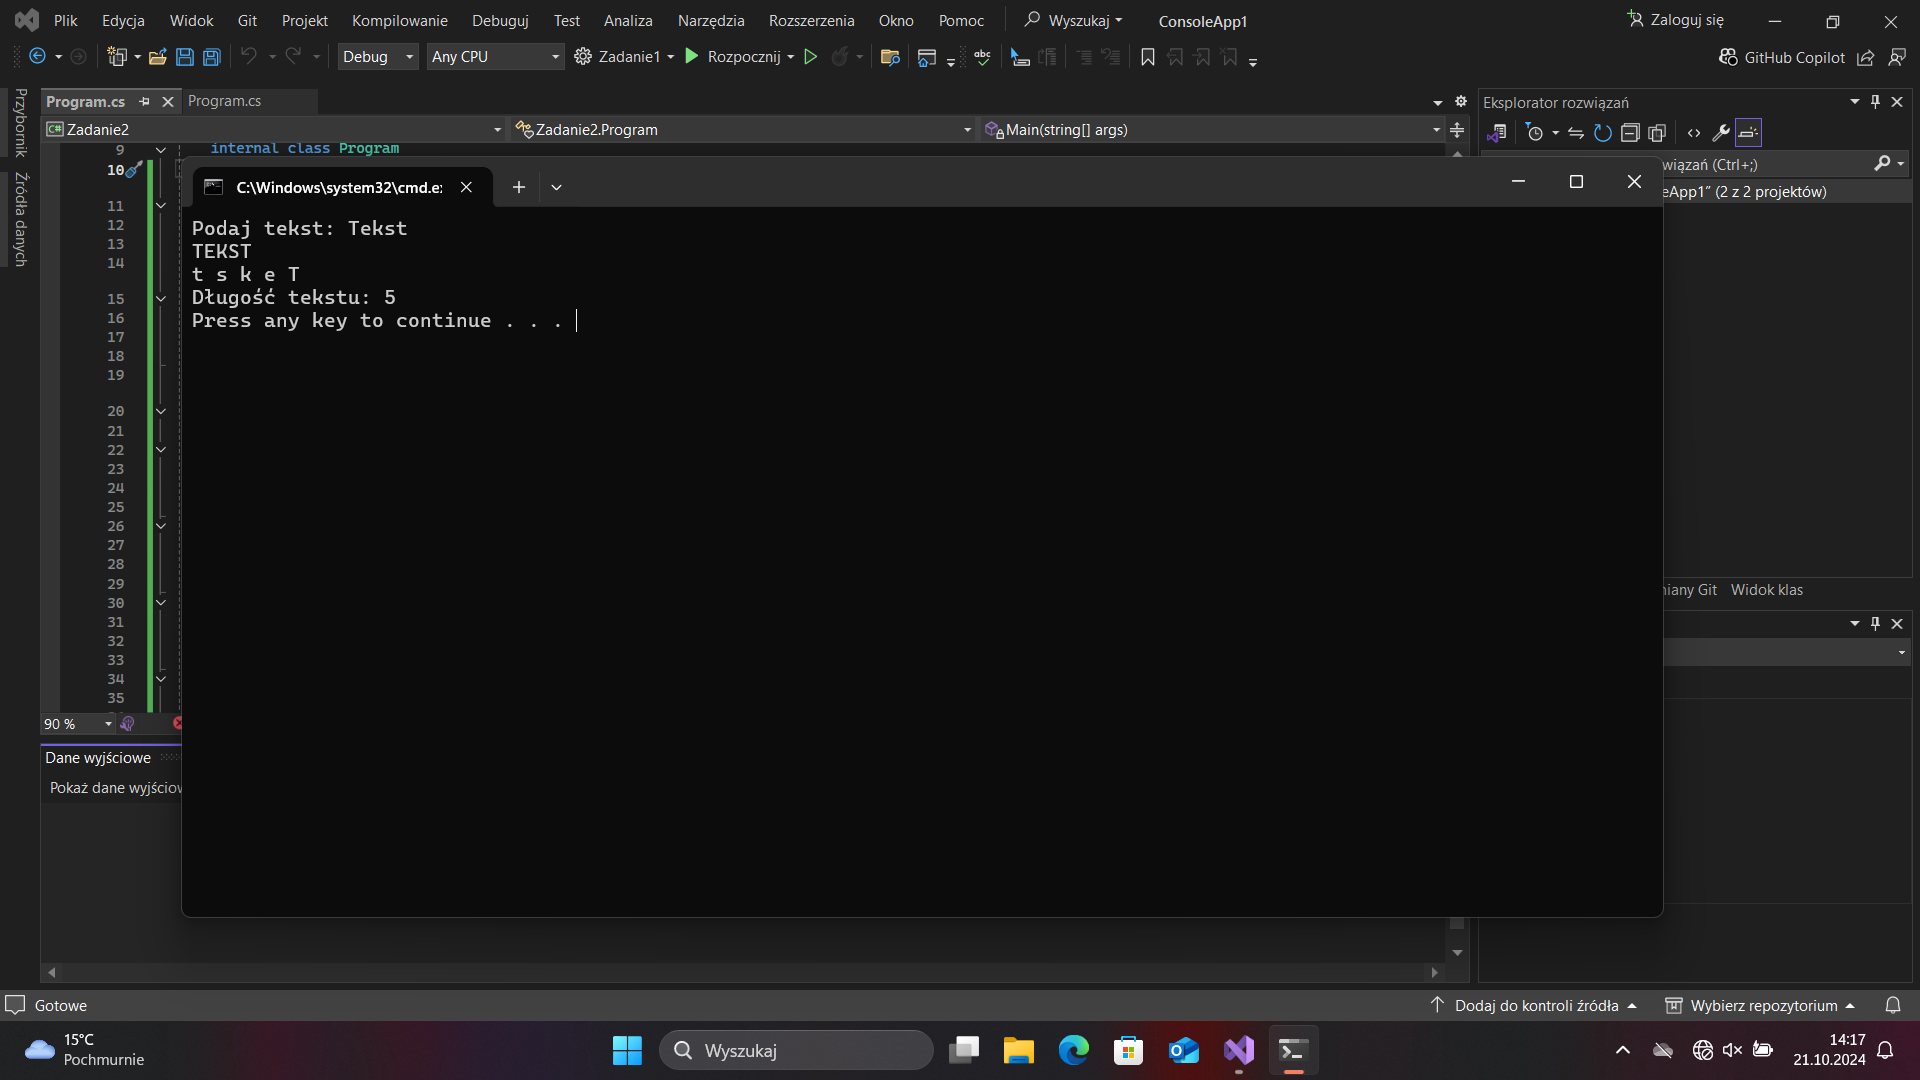 Plik Edycja Widok Git Projekt Kompilowanie Debuguj Test Analiza Narzędzia Rozszerzenia Okno Pomoc Wyszukaj ConsoleApp1 Zaloguj się
Debug Any CPU Zadanie1 Rozpocznij abc GitHub Copilot
Przybornik
Źródła danych
Program.cs Program.cs
Zadanie2 Zadanie2.Program Main(string[] args)
9 internal class Program
10
11
12
13
14
15
16
17
18
19
20
21
22
23
24
25
26
27
28
29
30
31
32
33
34
35
90 %
C:\Windows\system32\cmd.e
Podaj tekst: Tekst
TEKST
t s k e T
Długość tekstu: 5
Press any key to continue . . .
Eksplorator rozwiązań
wiązań (Ctrl+;)
eApp1" (2 z 2 projektów)
iany Git Widok klas
Dane wyjściowe
Pokaż dane wyjściow
Gotowe
Dodaj do kontroli źródła Wybierz repozytorium
15°C
Pochmurnie
Wyszukaj
14:17
21.10.2024